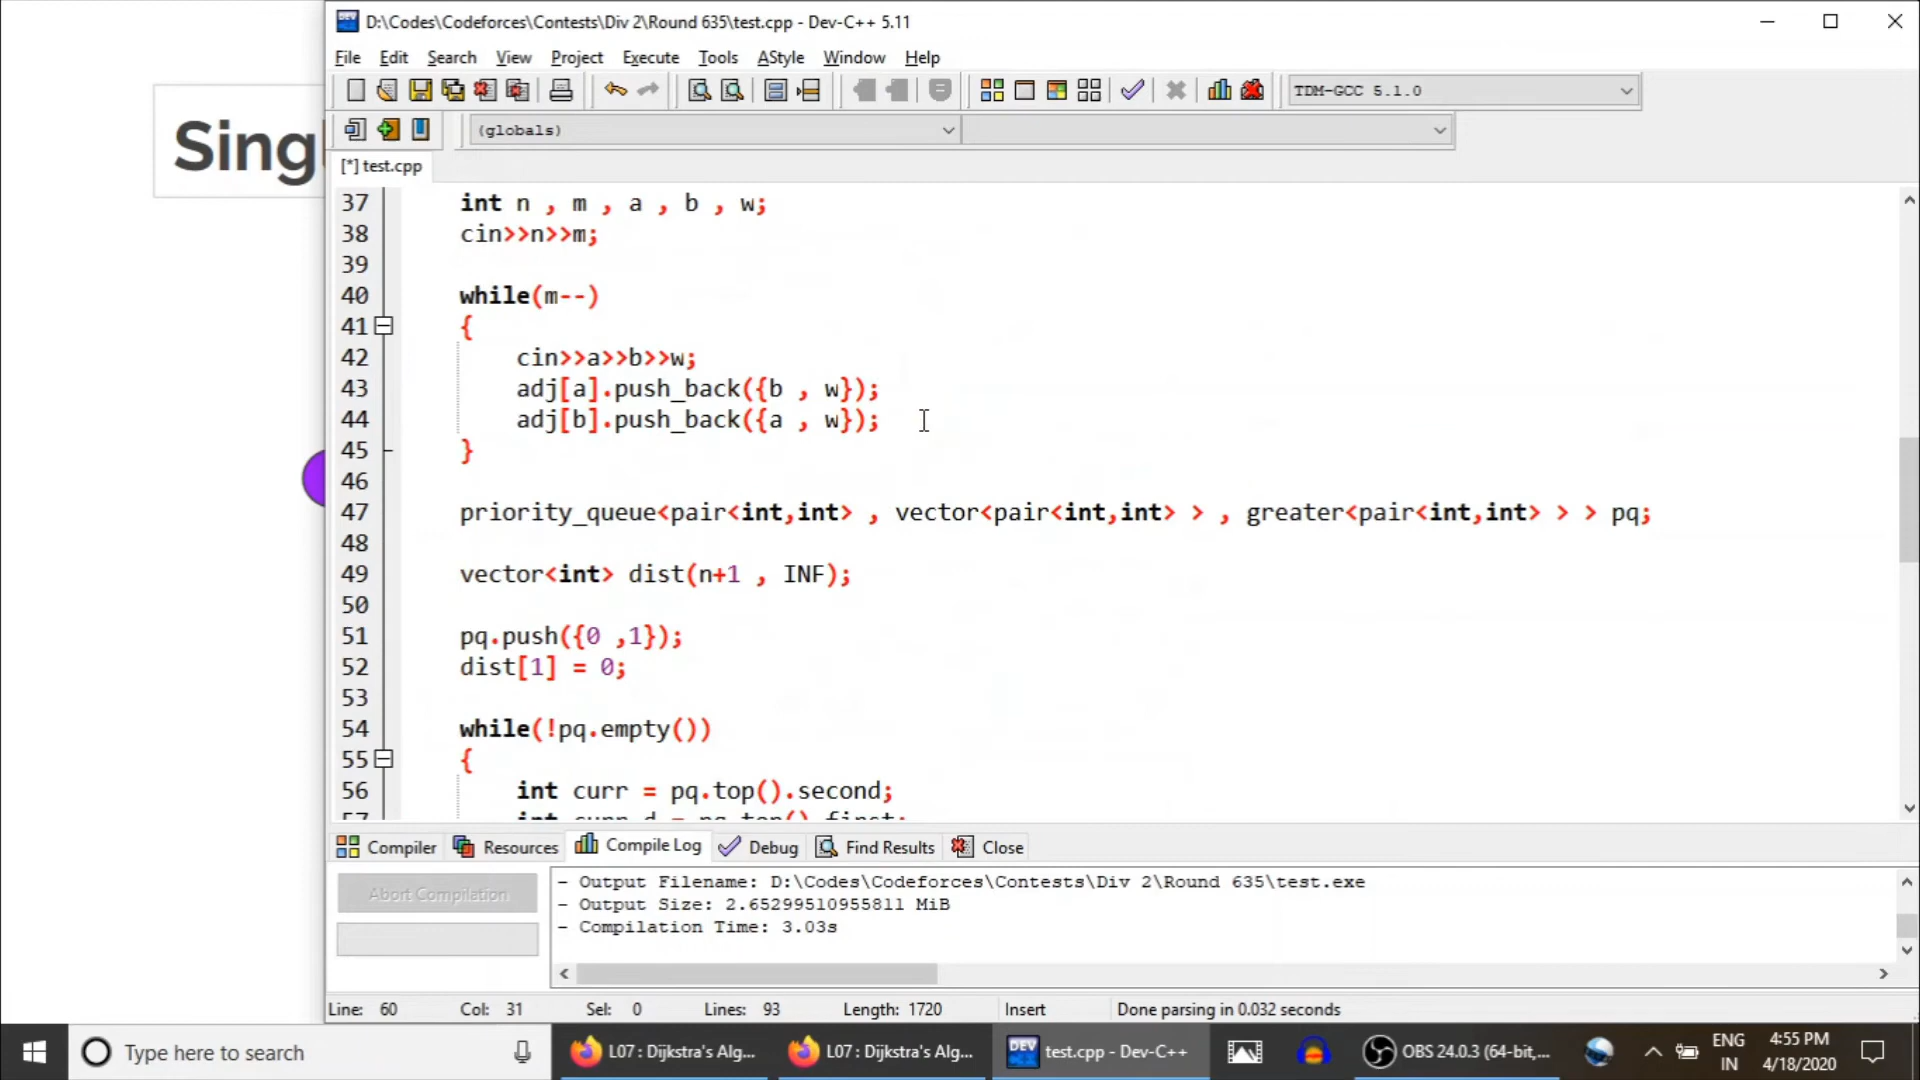 D:\Codes\Codeforces\Contests\Div 2\Round 635\test.cpp - Dev-C++ 5.11
File Edit Search View Project Execute Tools AStyle Window Help
TDM-GCC 5.1.0
(globals)
[*] test.cpp
37 int n , m , a , b , w;
38 cin>>n>>m;
39
40 while(m--)
41 {
42 cin>>a>>b>>w;
43 adj[a].push_back({b , w});
44 adj[b].push_back({a , w});
45 }
46
47 priority_queue<pair<int,int> , vector<pair<int,int> > , greater<pair<int,int> > > pq;
48
49 vector<int> dist(n+1 , INF);
50
51 pq.push({0 ,1});
52 dist[1] = 0;
53
54 while(!pq.empty())
55 {
56 int curr = pq.top().second;
57 int curr_d = pq.top().first;
Compiler Resources Compile Log Debug Find Results Close
Abort Compilation
- Output Filename: D:\Codes\Codeforces\Contests\Div 2\Round 635\test.exe
- Output Size: 2.65299510955811 MiB
- Compilation Time: 3.03s
Line: 60 Col: 31 Sel: 0 Lines: 93 Length: 1720 Insert Done parsing in 0.032 seconds
Type here to search
L07 : Dijkstra's Alg...
L07 : Dijkstra's Alg...
DEV
test.cpp - Dev-C++
OBS 24.0.3 (64-bit,...
ENG
IN
4:55 PM
4/18/2020